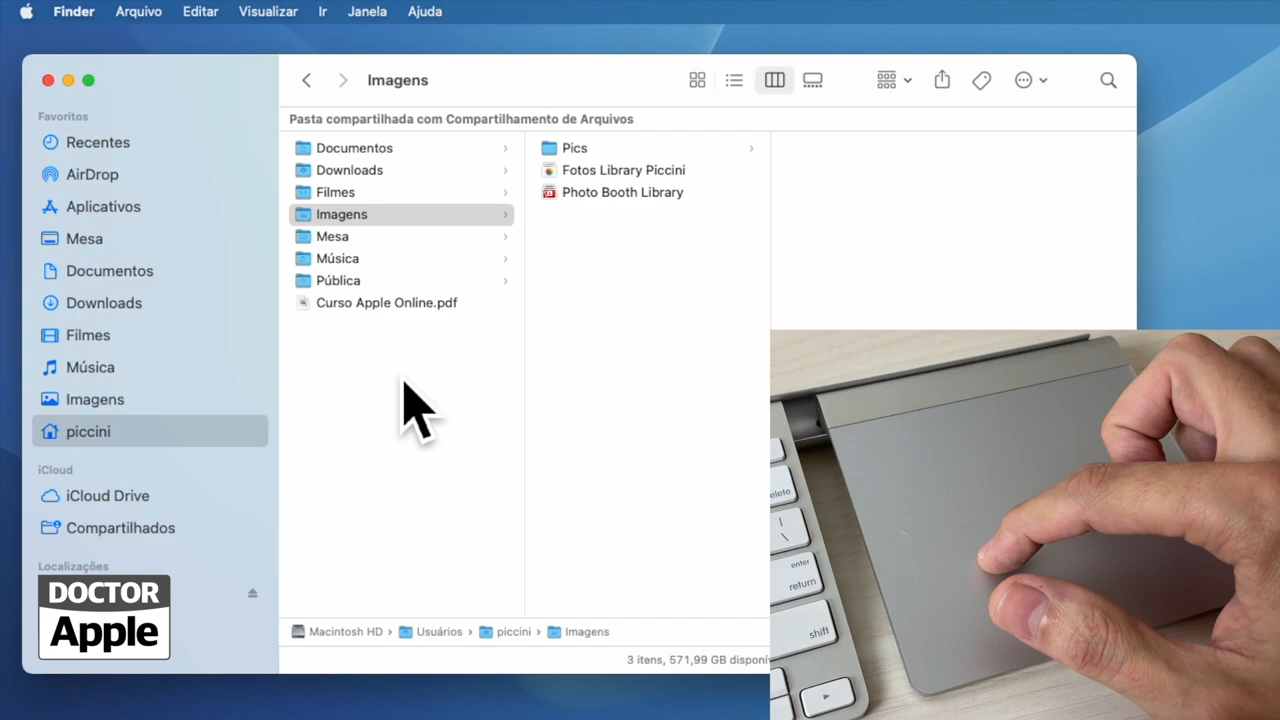 Finder Arquivo Editar Visualizar Ir Janela Ajuda
Imagens
Favoritos
Recentes
AirDrop
Aplicativos
Mesa
Documentos
Downloads
Filmes
Música
Imagens
piccini
iCloud
iCloud Drive
Compartilhados
Localizações
DOCTOR
Apple
Pasta compartilhada com Compartilhamento de Arquivos
Documentos
Downloads
Filmes
Imagens
Mesa
Música
Pública
Curso Apple Online.pdf
Pics
Fotos Library Piccini
Photo Booth Library
Macintosh HD › Usuários › piccini › Imagens
3 itens, 571,99 GB disponí
delete
|
\
enter
return
shift